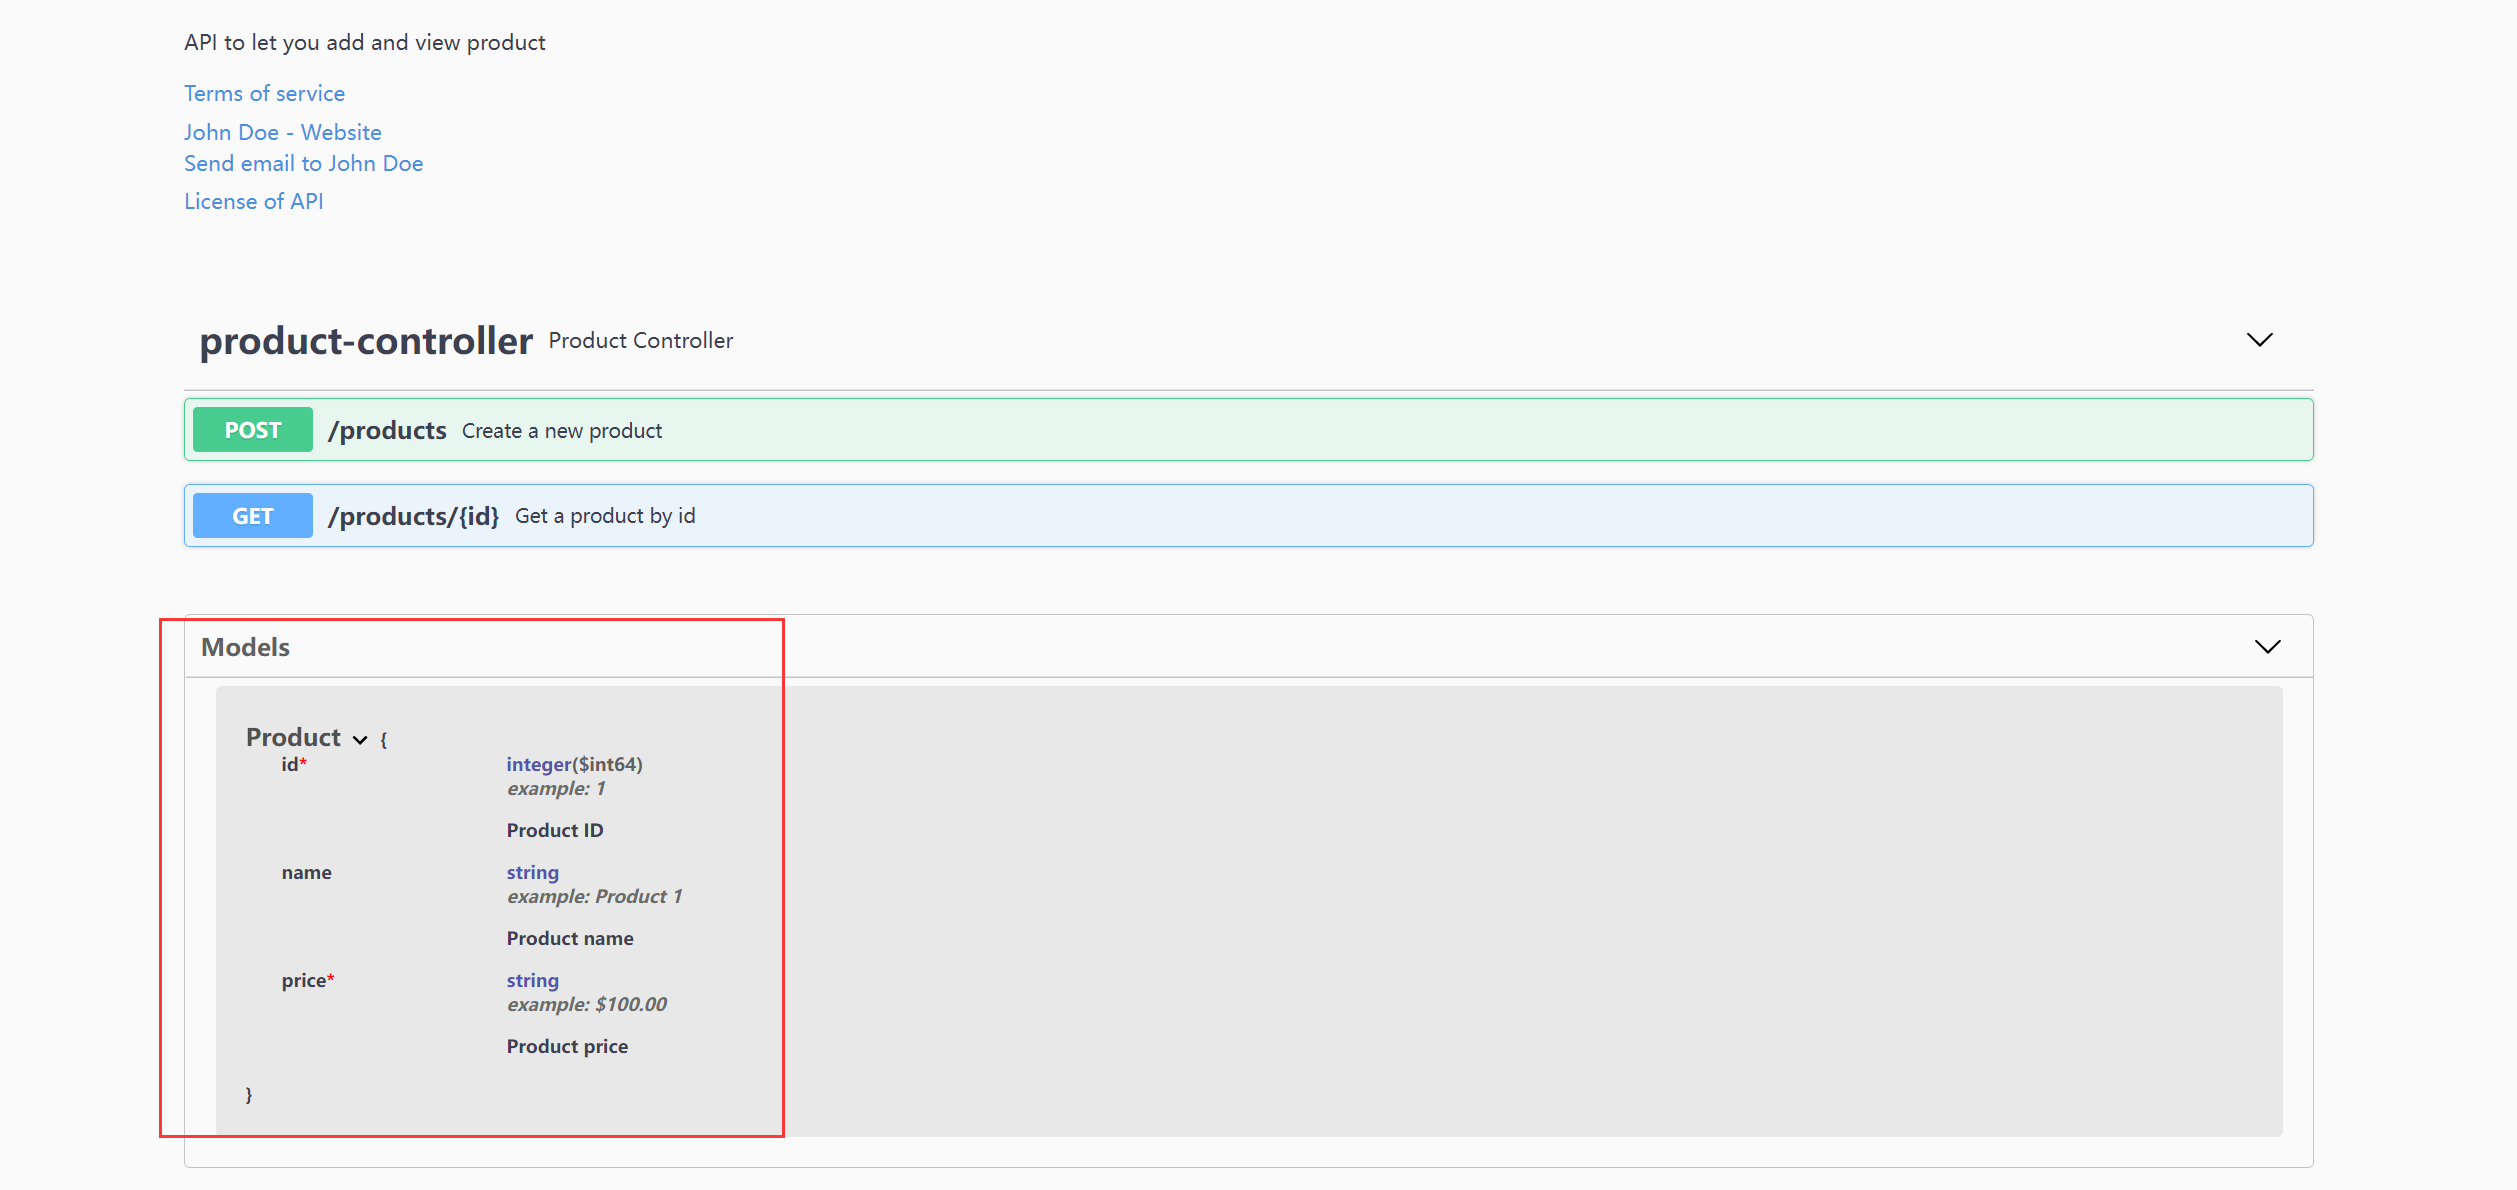 API to let you add and view product
Terms of service
John Doe - Website
Send email to John Doe
License of API
product-controller Product Controller
POST /products Create a new product
GET /products/{id} Get a product by id
Models
Product {
id* integer($int64)
example: 1
Product ID
name string
example: Product 1
Product name
price* string
example: $100.00
Product price
}